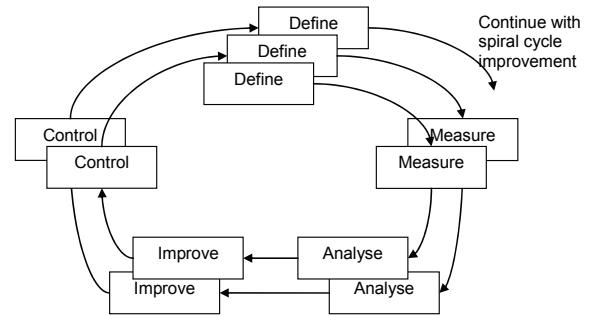 Define
Define
Define
Continue with
spiral cycle
improvement
Control
Control
Measure
Measure
Improve
Analyse
Improve
Analyse